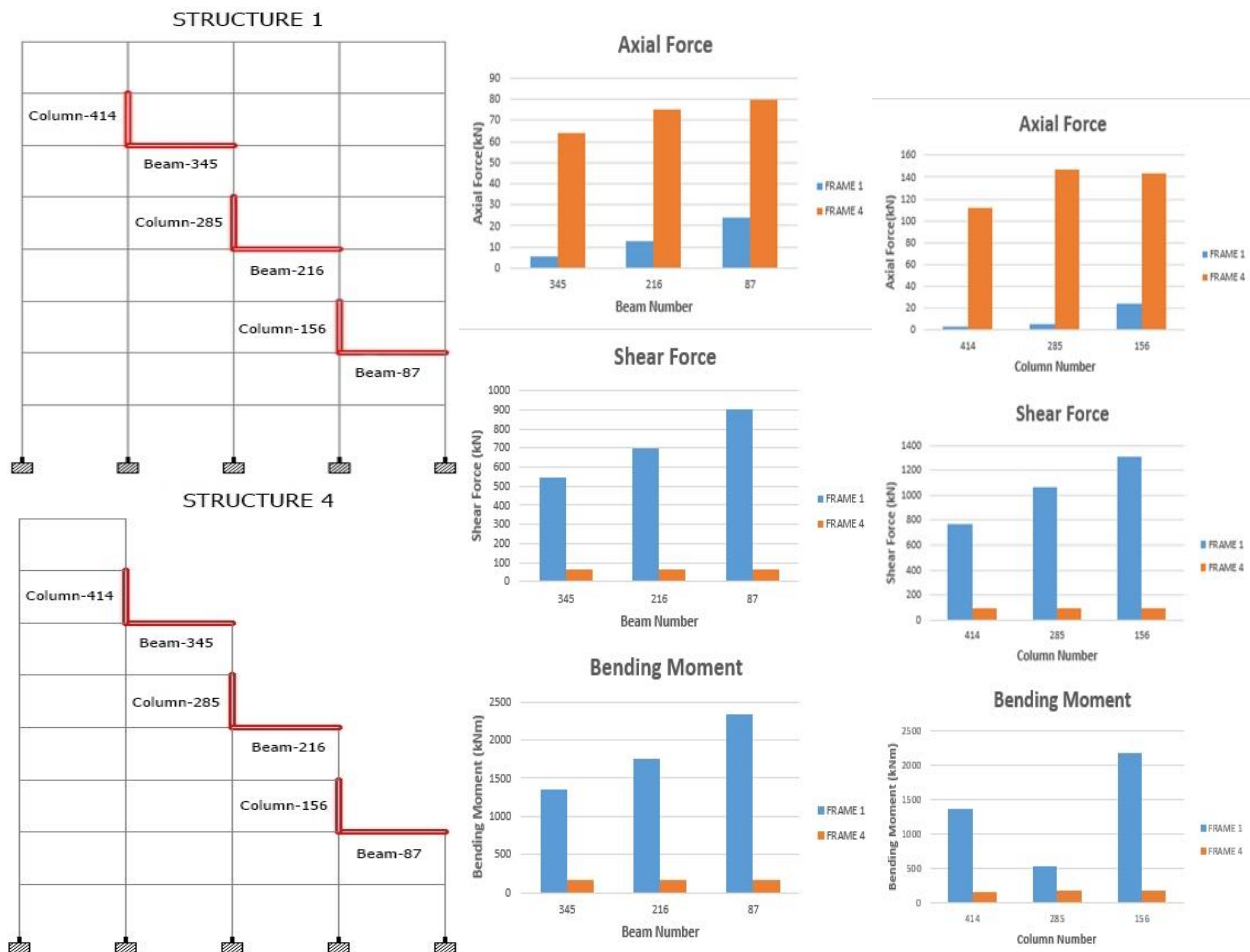 STRUCTURE 1
Column-414
Beam-345
Column-285
Beam-216
Column-156
Beam-87
STRUCTURE 4
Column-414
Beam-345
Column-285
Beam-216
Column-156
Beam-87
Axial Force
Axial Force(kN)
90
80
70
60
50
40
30
20
10
0
345 216 87
Beam Number
FRAME 1
FRAME 4
Shear Force
Shear Force (kN)
1000
900
800
700
600
500
400
300
200
100
0
345 216 87
Beam Number
FRAME 1
FRAME 4
Bending Moment
Bending Moment (kNm)
2500
2000
1500
1000
500
0
345 216 87
Beam Number
FRAME 1
FRAME 4
Axial Force
Axial Force(kN)
160
140
120
100
80
60
40
20
0
414 285 156
Column Number
FRAME 1
FRAME 4
Shear Force
Shear Force (kN)
1400
1200
1000
800
600
400
200
0
414 285 156
Column Number
FRAME 1
FRAME 4
Bending Moment
Bending Moment (kNm)
2500
2000
1500
1000
500
0
414 285 156
Column Number
FRAME 1
FRAME 4